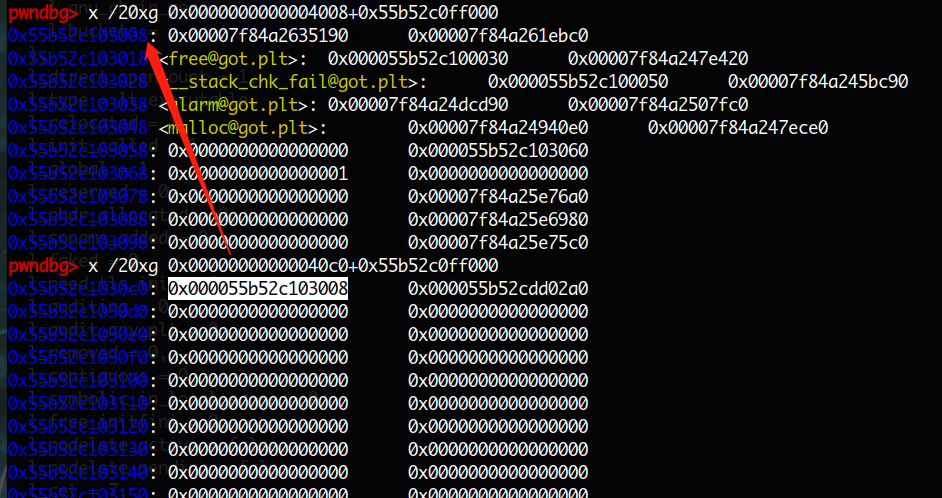 pwndbg> x /20xg 0x0000000000004008+0x55b52c0ff000
0x55b52c103008: 0x00007f84a2635190 0x00007f84a261ebc0
0x55b52c103018 <free@got.plt>: 0x000055b52c100030 0x00007f84a247e420
0x55b52c103028 <__stack_chk_fail@got.plt>: 0x000055b52c100050 0x00007f84a245bc90
0x55b52c103038 <alarm@got.plt>: 0x00007f84a24dcd90 0x00007f84a2507fc0
0x55b52c103048 <malloc@got.plt>: 0x00007f84a24940e0 0x00007f84a247ece0
0x55b52c103058: 0x0000000000000000 0x000055b52c103060
0x55b52c103068: 0x0000000000000001 0x0000000000000000
0x55b52c103078: 0x0000000000000000 0x00007f84a25e76a0
0x55b52c103088: 0x0000000000000000 0x00007f84a25e6980
0x55b52c103098: 0x0000000000000000 0x00007f84a25e75c0
pwndbg> x /20xg 0x00000000000040c0+0x55b52c0ff000
0x55b52c1030c0: 0x000055b52c103008 0x000055b52cdd02a0
0x55b52c1030d0: 0x0000000000000000 0x0000000000000000
0x55b52c1030e0: 0x0000000000000000 0x0000000000000000
0x55b52c1030f0: 0x0000000000000000 0x0000000000000000
0x55b52c103100: 0x0000000000000000 0x0000000000000000
0x55b52c103110: 0x0000000000000000 0x0000000000000000
0x55b52c103120: 0x0000000000000000 0x0000000000000000
0x55b52c103130: 0x0000000000000000 0x0000000000000000
0x55b52c103140: 0x0000000000000000 0x0000000000000000
0x55b52c103150: 0x0000000000000000 0x0000000000000000